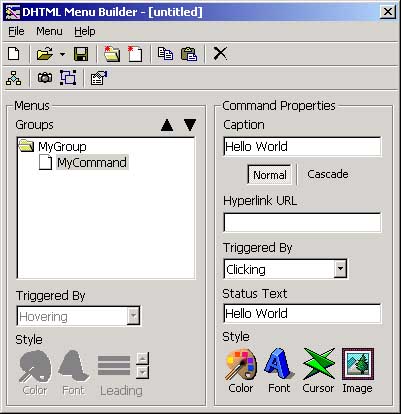 DHTML Menu Builder - [untitled]
File Menu Help
Menus
Groups
MyGroup
MyCommand
Triggered By
Hovering
Style
Color Font Leading
Command Properties
Caption
Hello World
Normal Cascade
Hyperlink URL
Triggered By
Clicking
Status Text
Hello World
Style
Color Font Cursor Image